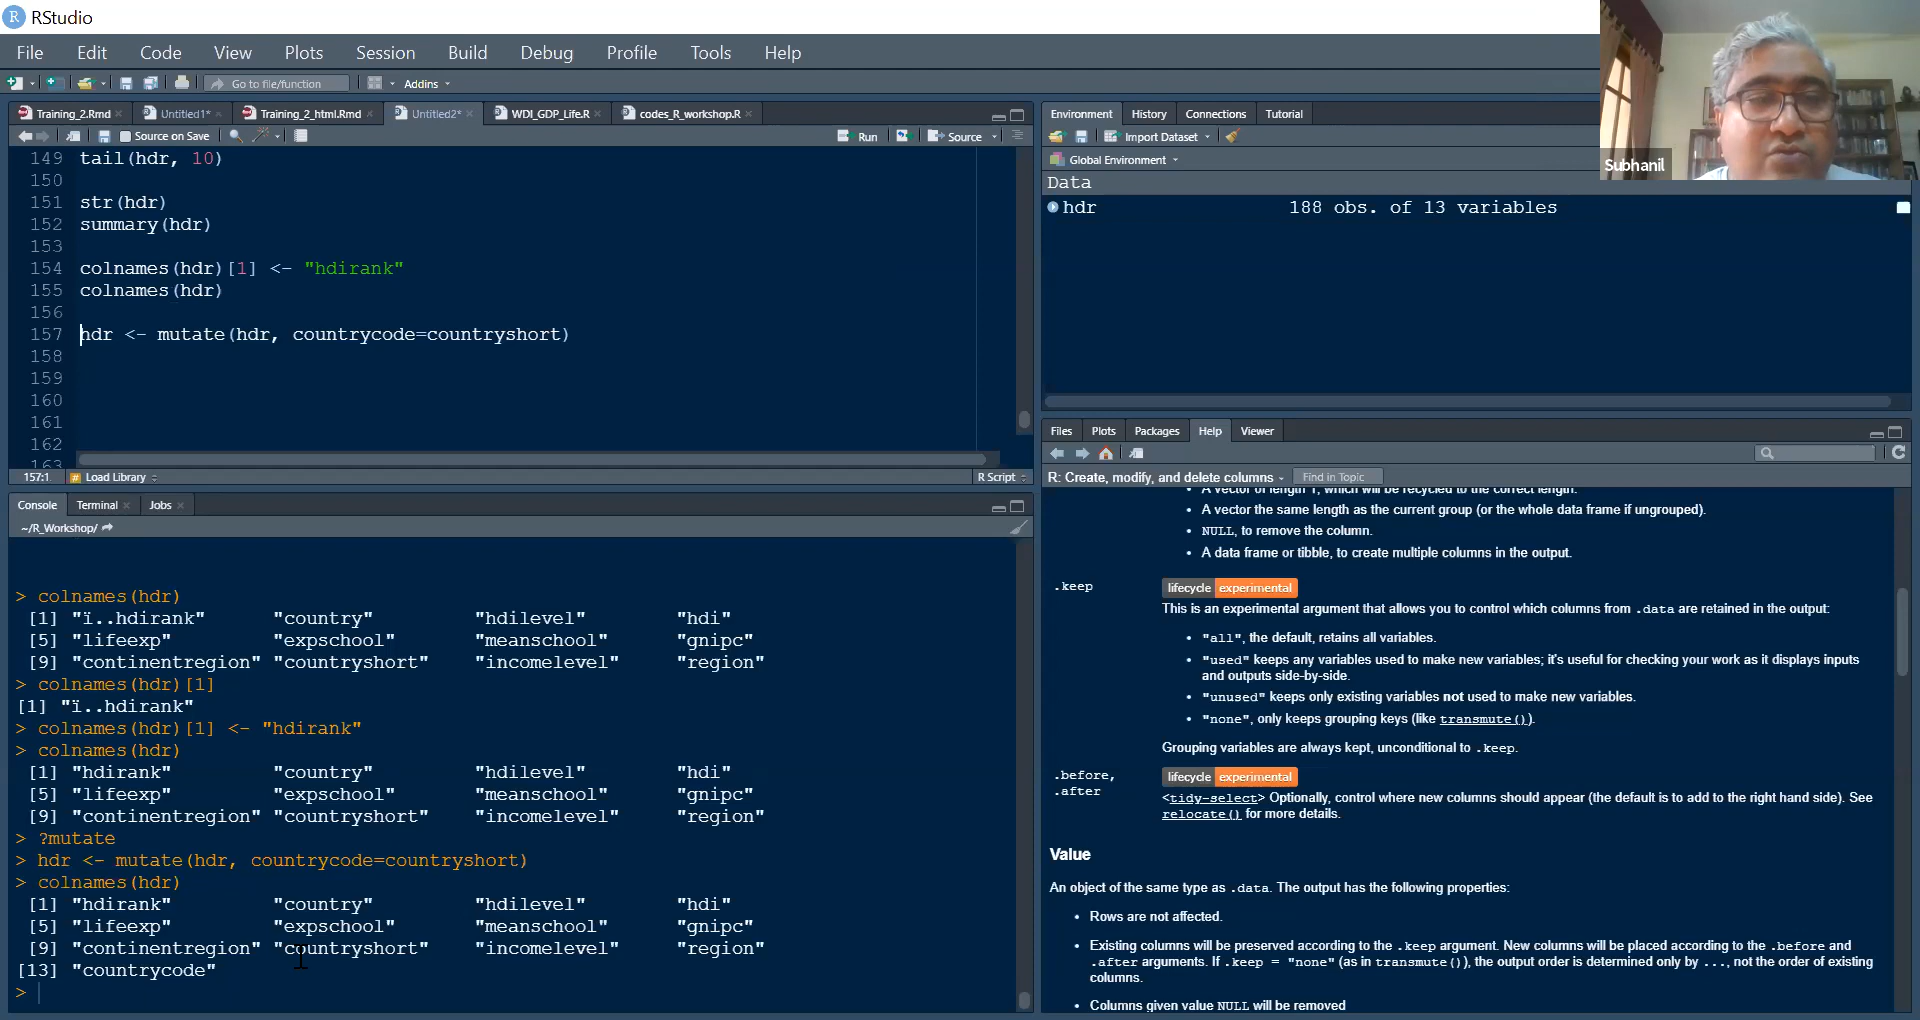 RStudio
File Edit Code View Plots Session Build Debug Profile Tools Help
Go to file/function Addins
Training_2.Rmd Untitled1* Training_2_html.Rmd Untitled2* WDI_GDP_Life.R codes_R_workshop.R
Source on Save Run Source
149 tail(hdr, 10)
150
151 str(hdr)
152 summary(hdr)
153
154 colnames(hdr)[1] <- "hdirank"
155 colnames(hdr)
156
157 hdr <- mutate(hdr, countrycode=countryshort)
158
159
160
161
162
163
157:1 Load Library R Script
Console Terminal Jobs
~/R_Workshop/
> colnames(hdr)
[1] "ï..hdirank" "country" "hdilevel" "hdi"
[5] "lifeexp" "expschool" "meanschool" "gnipc"
[9] "continentregion" "countryshort" "incomelevel" "region"
> colnames(hdr)[1]
[1] "ï..hdirank"
> colnames(hdr)[1] <- "hdirank"
> colnames(hdr)
[1] "hdirank" "country" "hdilevel" "hdi"
[5] "lifeexp" "expschool" "meanschool" "gnipc"
[9] "continentregion" "countryshort" "incomelevel" "region"
> ?mutate
> hdr <- mutate(hdr, countrycode=countryshort)
> colnames(hdr)
[1] "hdirank" "country" "hdilevel" "hdi"
[5] "lifeexp" "expschool" "meanschool" "gnipc"
[9] "continentregion" "countryshort" "incomelevel" "region"
[13] "countrycode"
>
Environment History Connections Tutorial
Import Dataset
Global Environment
Data
hdr 188 obs. of 13 variables
Subhanil
Files Plots Packages Help Viewer
R: Create, modify, and delete columns Find in Topic
• A vector of length 1, which will be recycled to the correct length.
• A vector the same length as the current group (or the whole data frame if ungrouped).
• NULL, to remove the column.
• A data frame or tibble, to create multiple columns in the output.
.keep lifecycle experimental
This is an experimental argument that allows you to control which columns from .data are retained in the output:
• "all", the default, retains all variables.
• "used" keeps any variables used to make new variables; it's useful for checking your work as it displays inputs
and outputs side-by-side.
• "unused" keeps only existing variables not used to make new variables.
• "none", only keeps grouping keys (like transmute()).
Grouping variables are always kept, unconditional to .keep.
.before, lifecycle experimental
.after <tidy-select> Optionally, control where new columns should appear (the default is to add to the right hand side). See
relocate() for more details.
Value
An object of the same type as .data. The output has the following properties:
• Rows are not affected.
• Existing columns will be preserved according to the .keep argument. New columns will be placed according to the .before and
.after arguments. If .keep = "none" (as in transmute()), the output order is determined only by ..., not the order of existing
columns.
• Columns given value NULL will be removed